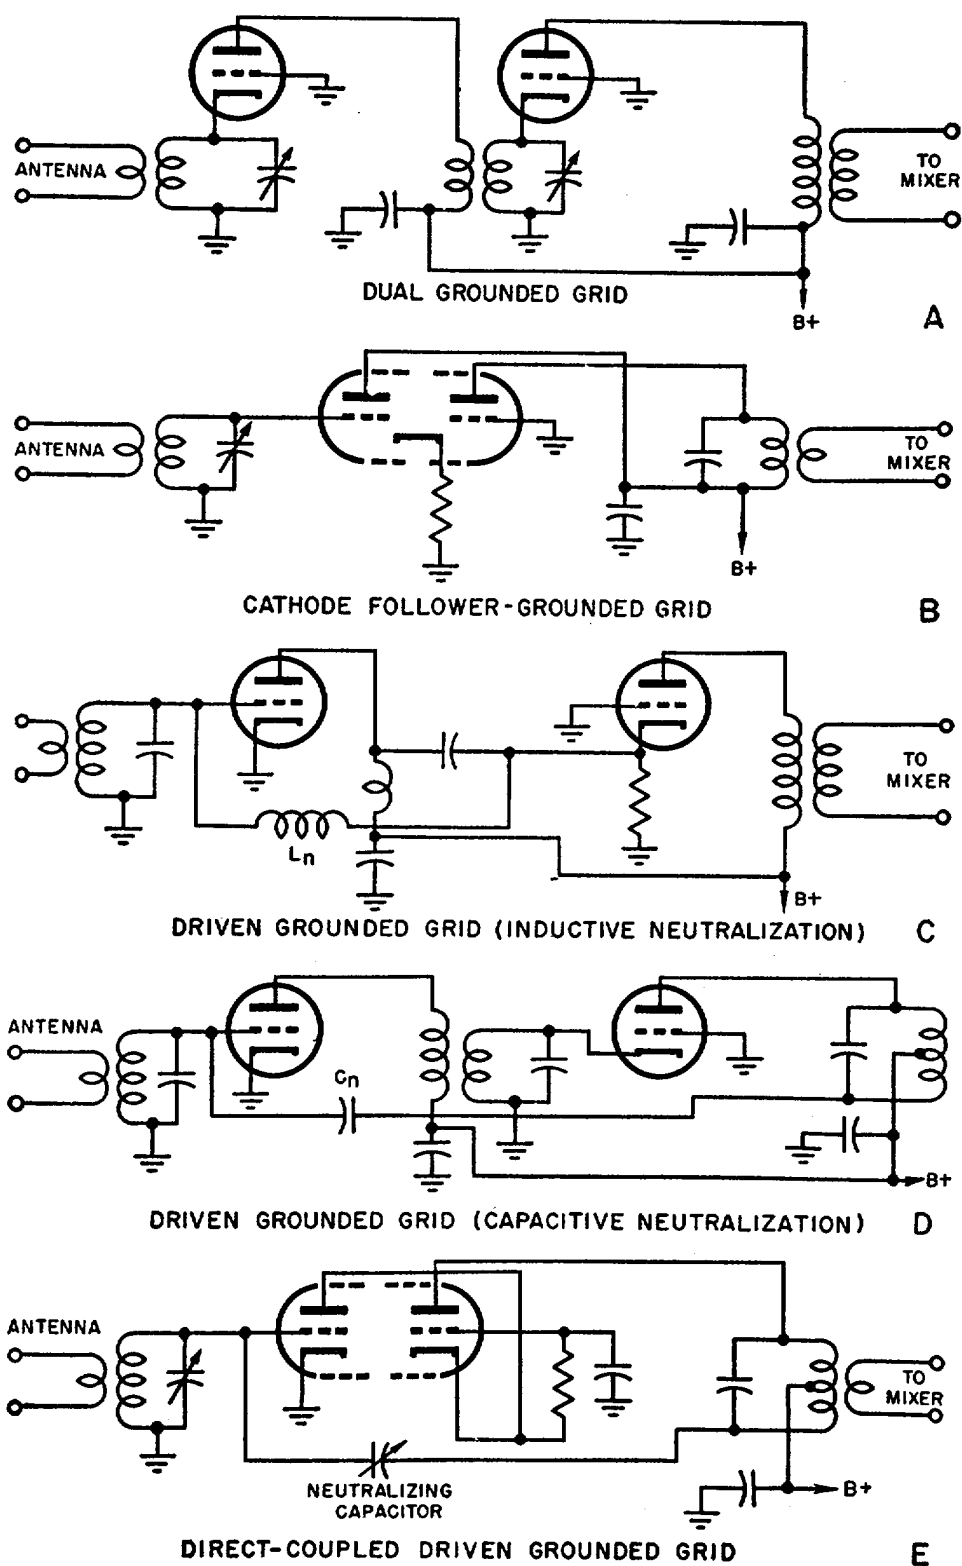 ANTENNA
TO
MIXER
B+
DUAL GROUNDED GRID
A
ANTENNA
TO
MIXER
B+
CATHODE FOLLOWER-GROUNDED GRID
B
TO
MIXER
Ln
B+
DRIVEN GROUNDED GRID (INDUCTIVE NEUTRALIZATION)
C
ANTENNA
Cn
B+
DRIVEN GROUNDED GRID (CAPACITIVE NEUTRALIZATION)
D
ANTENNA
TO
MIXER
NEUTRALIZING
CAPACITOR
B+
DIRECT-COUPLED DRIVEN GROUNDED GRID
E